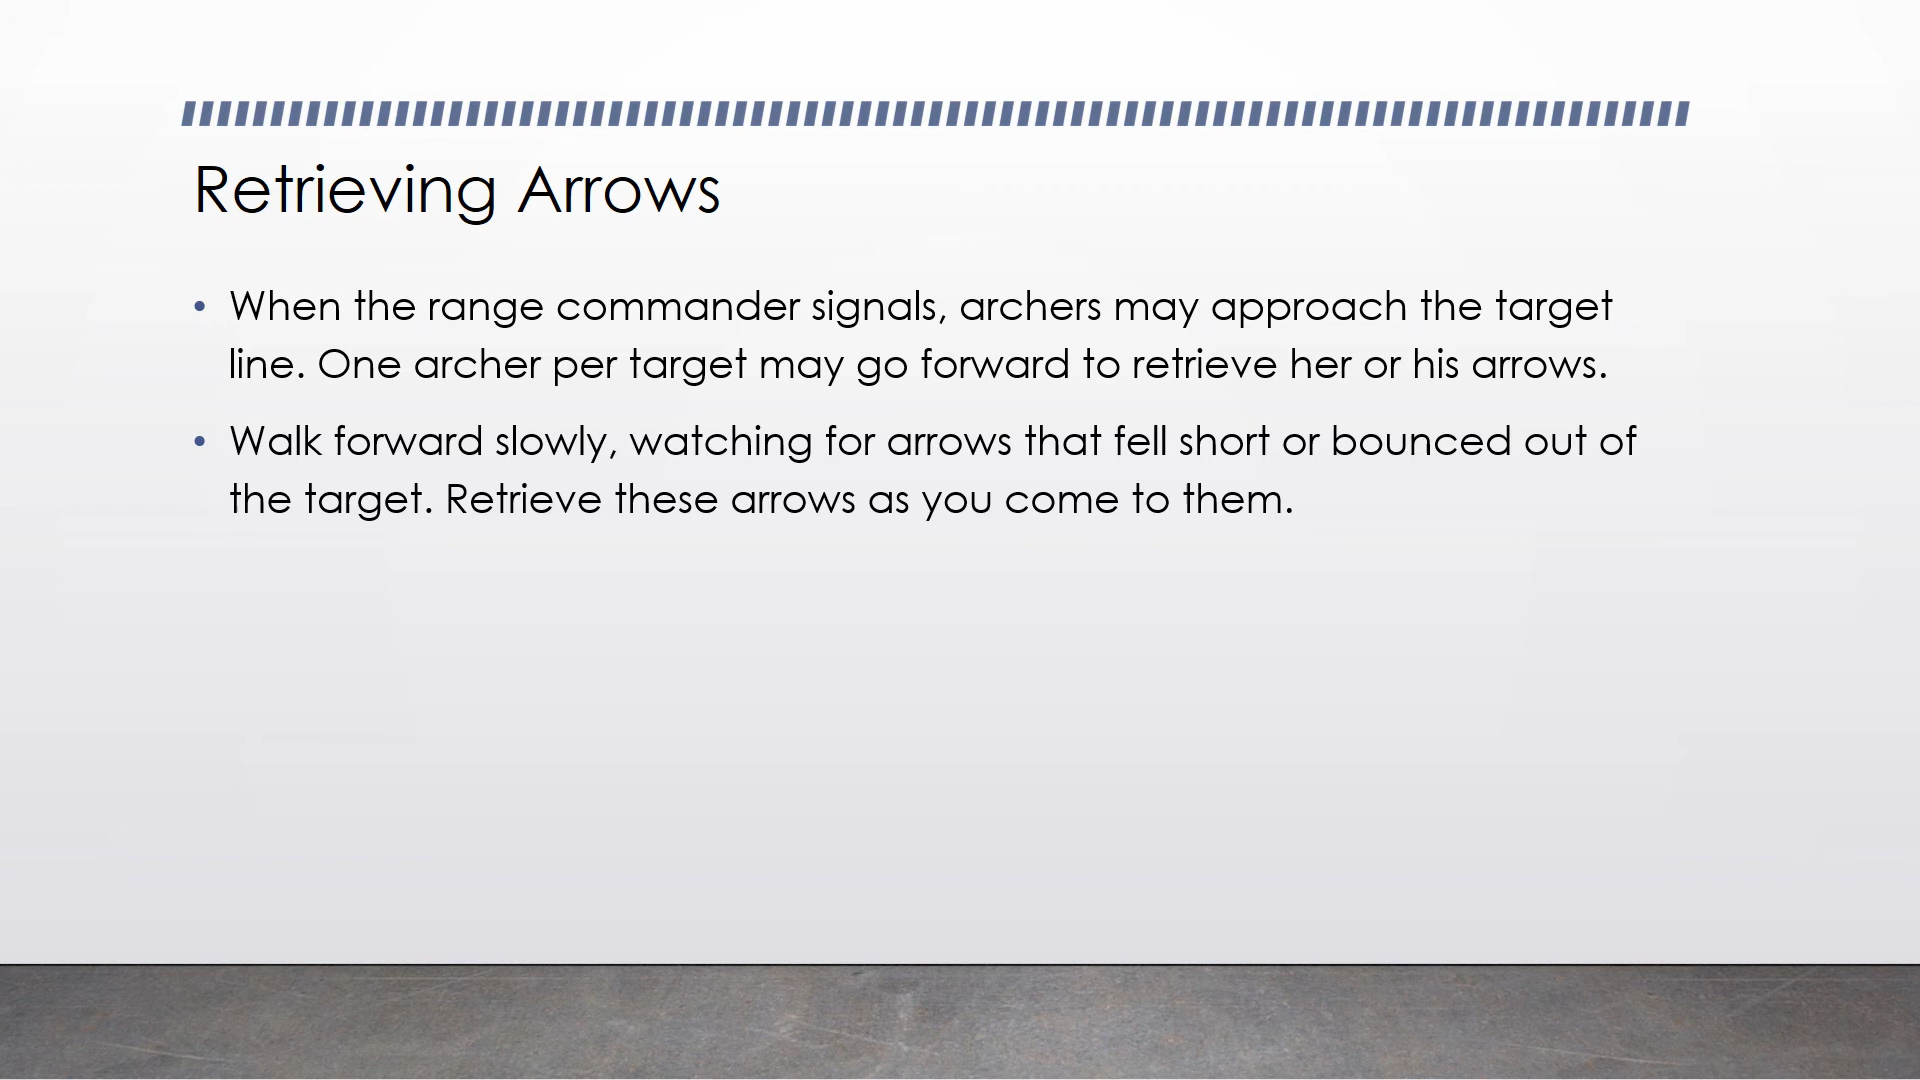 Retrieving Arrows
• When the range commander signals, archers may approach the target
line. One archer per target may go forward to retrieve her or his arrows.
• Walk forward slowly, watching for arrows that fell short or bounced out of
the target. Retrieve these arrows as you come to them.